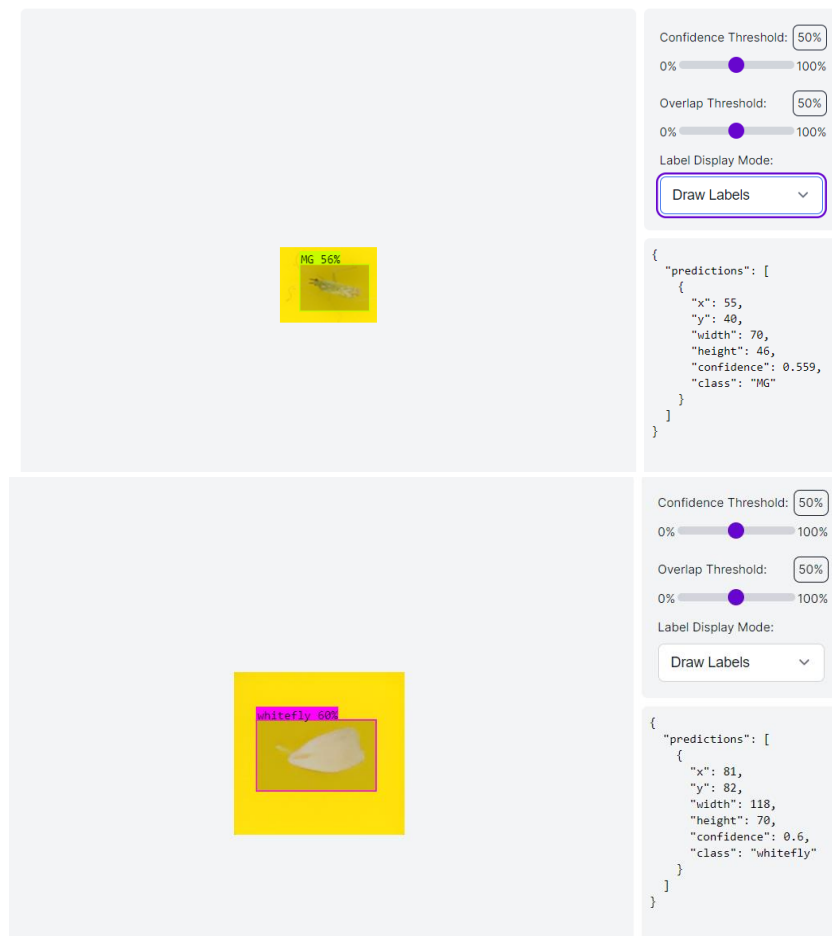 Confidence Threshold: 50%
0% 100%
Overlap Threshold: 50%
0% 100%
Label Display Mode:
Draw Labels
MG 56%
{
"predictions": [
{
"x": 55,
"y": 40,
"width": 70,
"height": 46,
"confidence": 0.559,
"class": "MG"
}
]
}
Confidence Threshold: 50%
0% 100%
Overlap Threshold: 50%
0% 100%
Label Display Mode:
Draw Labels
whitefly 60%
{
"predictions": [
{
"x": 81,
"y": 82,
"width": 118,
"height": 70,
"confidence": 0.6,
"class": "whitefly"
}
]
}